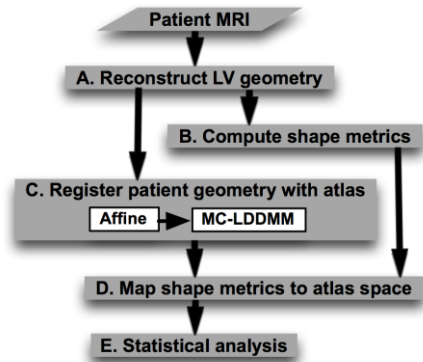 Patient MRI
A. Reconstruct LV geometry
B. Compute shape metrics
C. Register patient geometry with atlas
Affine
MC-LDDMM
D. Map shape metrics to atlas space
E. Statistical analysis